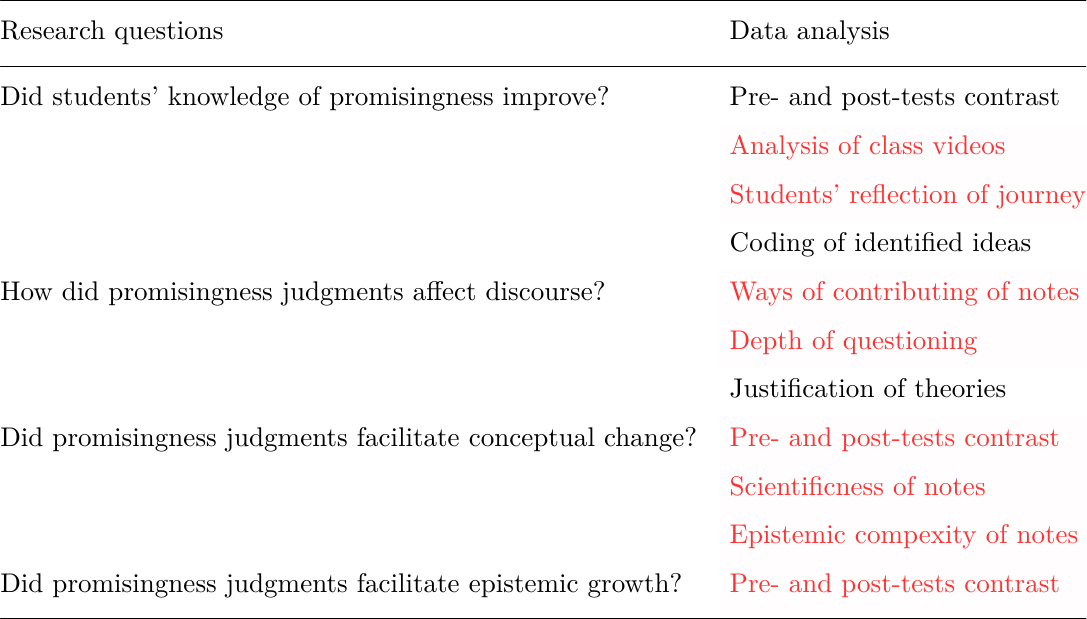 Research questions Data analysis
Did students' knowledge of promisingness improve? Pre- and post-tests contrast
Analysis of class videos
Students' reflection of journey
Coding of identified ideas
How did promisingness judgments affect discourse? Ways of contributing of notes
Depth of questioning
Justification of theories
Did promisingness judgments facilitate conceptual change? Pre- and post-tests contrast
Scientificness of notes
Epistemic compexity of notes
Did promisingness judgments facilitate epistemic growth? Pre- and post-tests contrast